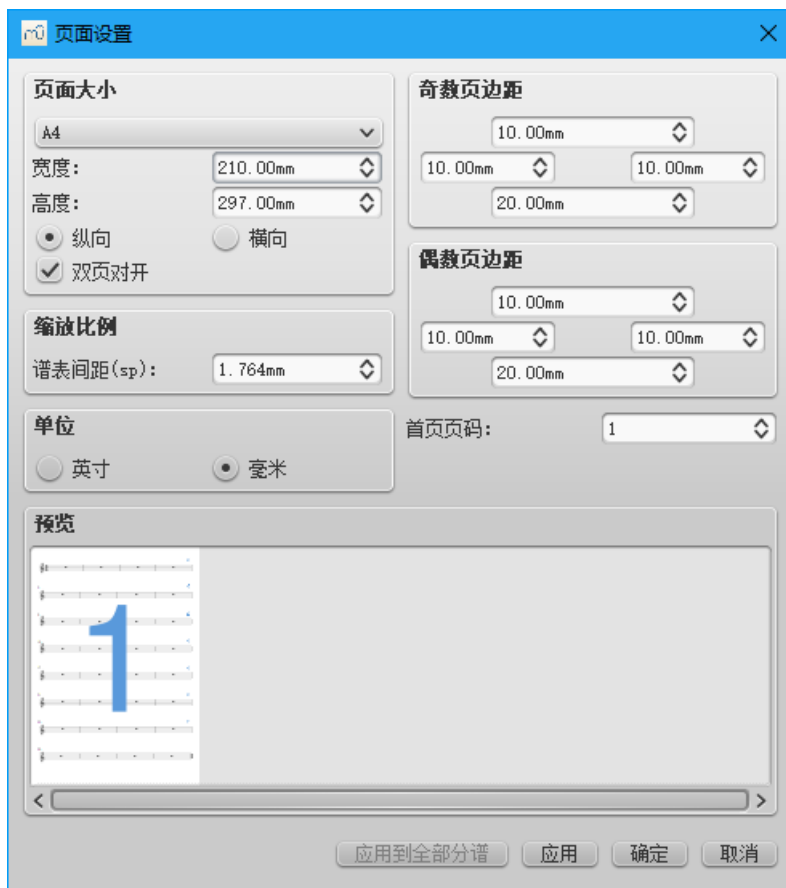 页面设置
页面大小
A4
宽度: 210.00mm
高度: 297.00mm
纵向 横向
双页对开
缩放比例
谱表间距(sp): 1.764mm
单位
英寸 毫米
奇数页边距
10.00mm
10.00mm 10.00mm
20.00mm
偶数页边距
10.00mm
10.00mm 10.00mm
20.00mm
首页页码: 1
预览
1
应用到全部分谱 应用 确定 取消